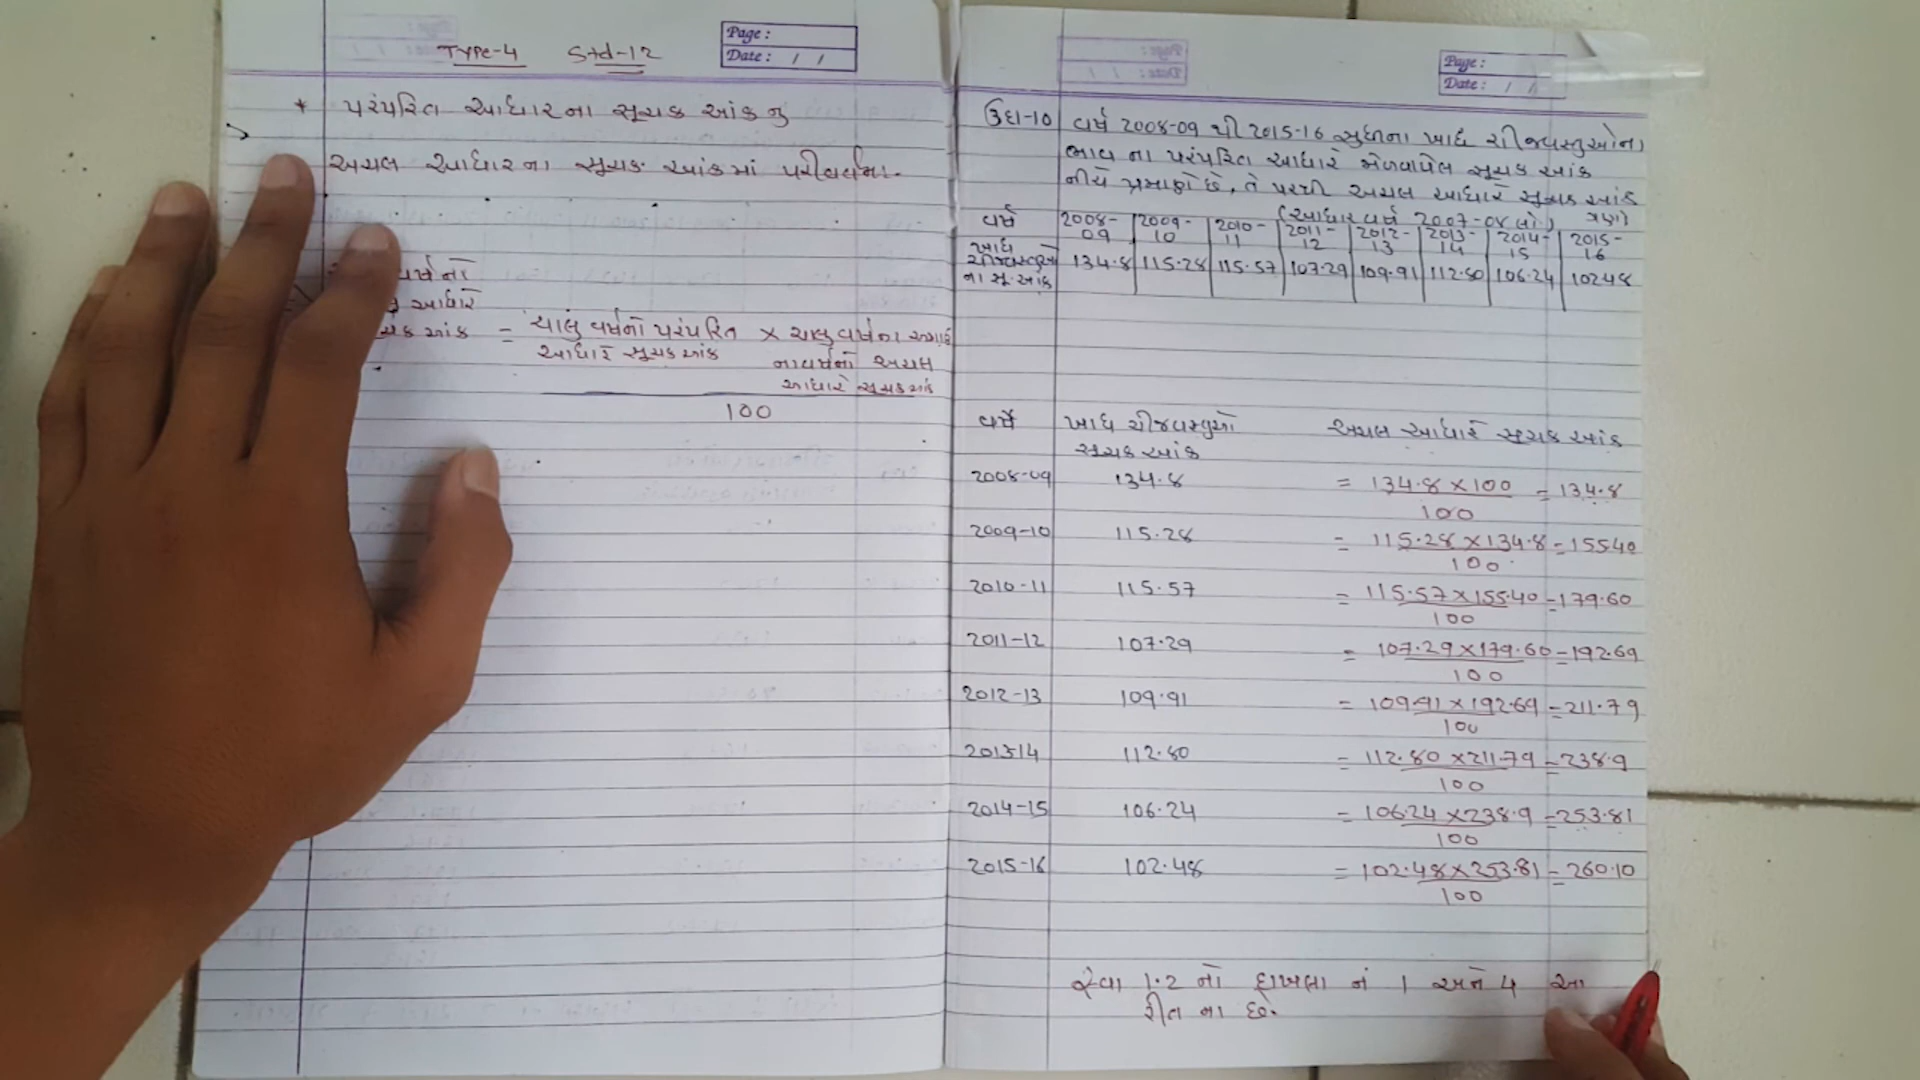 Type-4 Std-12
Page :
Date : / /
* પરંપરિત આધારના સૂચક આંકનું
અચલ આધારના સૂચક આંકમાં પરીવર્તન.
વર્ષનો
આધારે
સૂચક આંક = ચાલુ વર્ષનો પરંપરિત × ચાલુ વર્ષના અગાઉ
આધારે સૂચક આંક નાવર્ષનો અચલ
આધારે સૂચક આંક
100
Page :
Date : / /
ઉદા-10 વર્ષ 2008-09 થી 2015-16 સુધીના ખાધ ચીજવસ્તુઓના
ભાવ ના પરંપરિત આધારે મેળવાયેલ સૂચક આંક
નીચે પ્રમાણે છે, તે પરથી અચલ આધારે સૂચક આંક
(આધાર વર્ષ 2007-08 લો) ગણો
વર્ષ 2008-09 2009-10 2010-11 2011-12 2012-13 2013-14 2014-15 2015-16
ખાધ
ચીજવસ્તુઓ 134.8 115.28 115.57 107.29 109.91 112.80 106.24 102.48
ના સૂ. આંક
વર્ષ ખાધ ચીજવસ્તુઓ અચલ આધારે સૂચક આંક
સૂચક આંક
2008-09 134.8 = 134.8 × 100 = 134.8
100
2009-10 115.28 = 115.28 × 134.8 = 155.40
100
2010-11 115.57 = 115.57 × 155.40 = 179.60
100
2011-12 107.29 = 107.29 × 179.60 = 192.69
100
2012-13 109.91 = 109.91 × 192.69 = 211.79
100
201314 112.80 = 112.80 × 211.79 = 238.9
100
2014-15 106.24 = 106.24 × 238.9 = 253.81
100
2015-16 102.48 = 102.48 × 253.81 = 260.10
100
સ્વા 1.2 નો દાખલા નં 1 અને 4 આ
રીત ના છે.